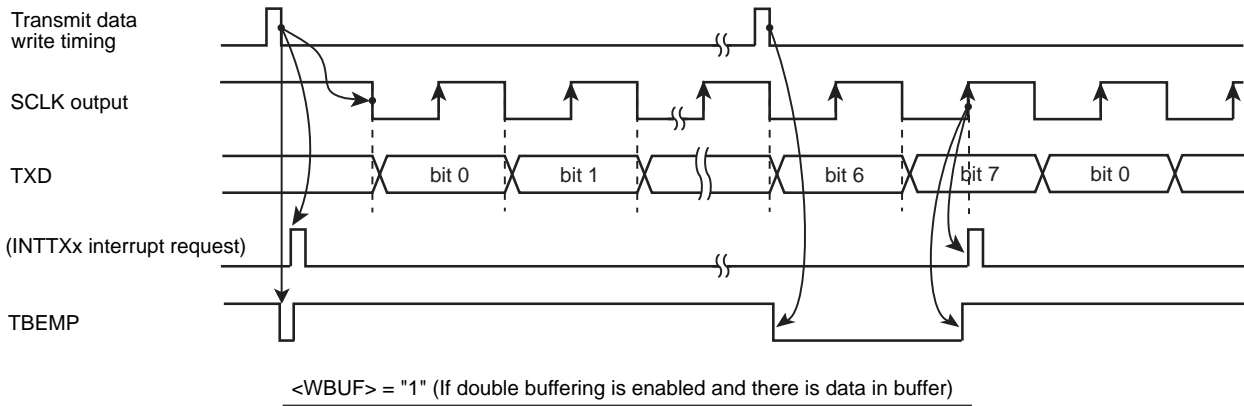 Transmit data
write timing
SCLK output
TXD
bit 0
bit 1
bit 6
bit 7
bit 0
(INTTXx interrupt request)
TBEMP
<WBUF> = "1" (If double buffering is enabled and there is data in buffer)